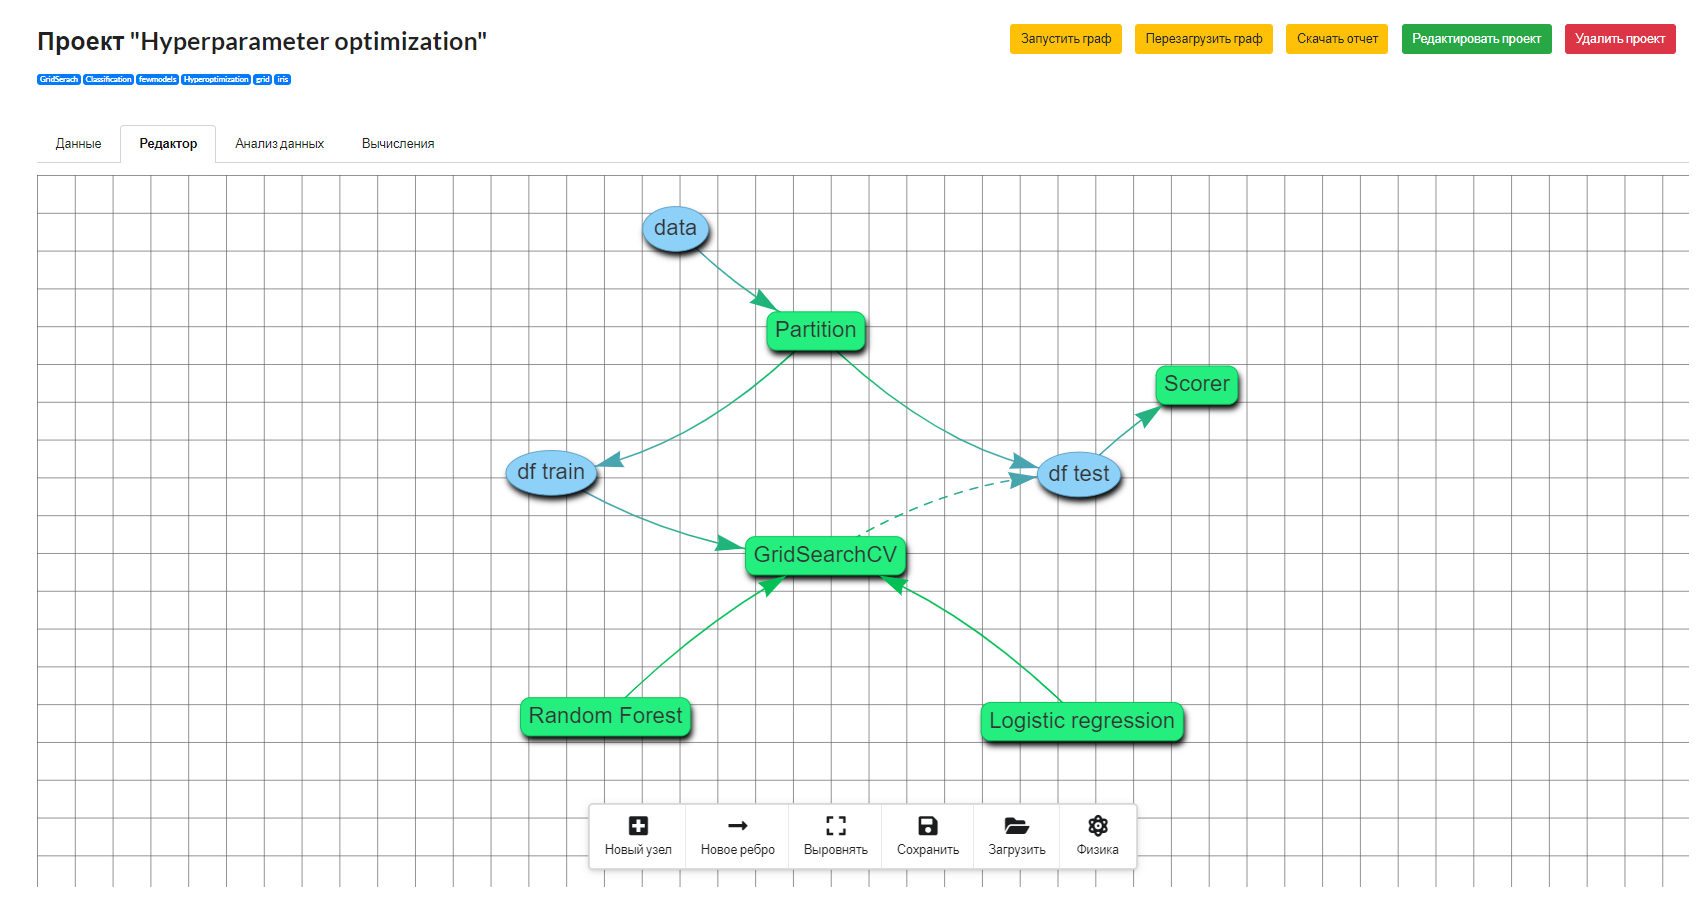 Проект "Hyperparameter optimization"
Запустить граф Перезагрузить граф Скачать отчет Редактировать проект Удалить проект
GridSerach Classification fewmodels Hyperoptimization grid iris
Данные Редактор Анализ данных Вычисления
data
Partition
Scorer
df train
df test
GridSearchCV
Random Forest
Logistic regression
Новый узел Новое ребро Выровнять Сохранить Загрузить Физика